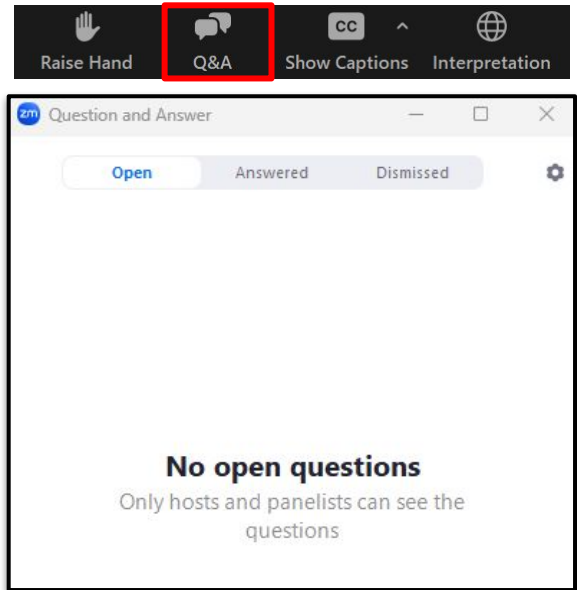 Raise Hand Q&A CC Show Captions Interpretation
zm Question and Answer
Open Answered Dismissed
No open questions
Only hosts and panelists can see the
questions